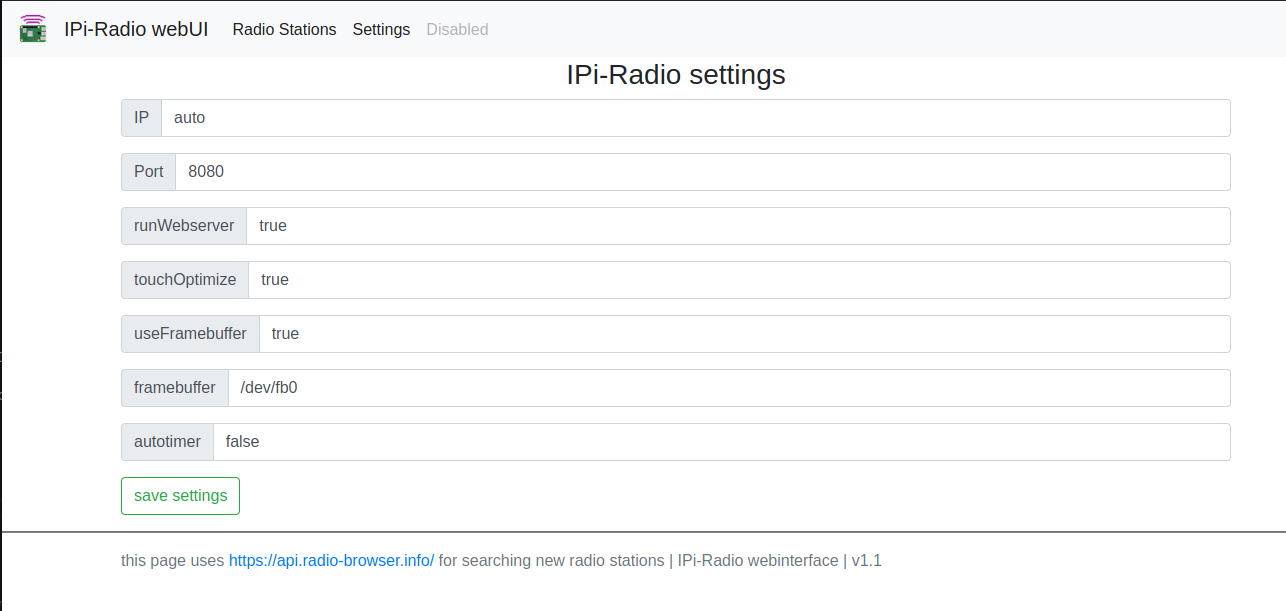 IPi-Radio webUI Radio Stations Settings Disabled
IPi-Radio settings
IP auto
Port 8080
runWebserver true
touchOptimize true
useFramebuffer true
framebuffer /dev/fb0
autotimer false
save settings
this page uses https://api.radio-browser.info/ for searching new radio stations | IPi-Radio webinterface | v1.1